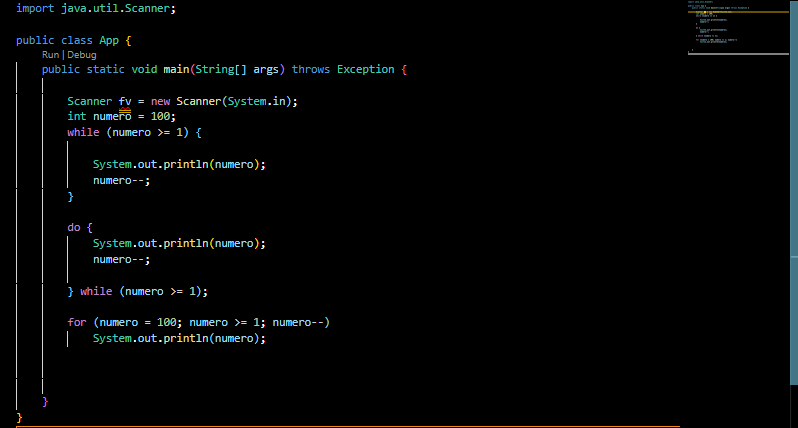 import java.util.Scanner;
public class App {
Run | Debug
public static void main(String[] args) throws Exception {
Scanner fv = new Scanner(System.in);
int numero = 100;
while (numero >= 1) {
System.out.println(numero);
numero--;
}
do {
System.out.println(numero);
numero--;
} while (numero >= 1);
for (numero = 100; numero >= 1; numero--)
System.out.println(numero);
}
}